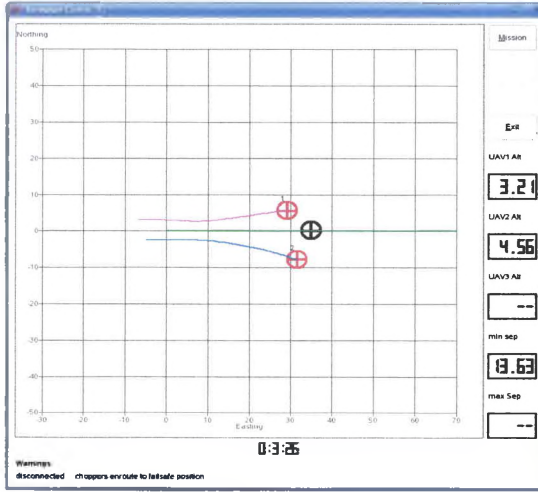 Northing
Mission
50
40
30
Exit
20
UAV1 Alt
10
3.21
UAV2 Alt
0
4.56
-10
UAV3 Alt
--
-20
min sep
-30
13.63
-40
max Sep
--
-50
-30 -20 -10 0 10 20 30 40 50 60 70
Easting
0:3:26
Warnings
disconnected choppers enroute to failsafe position